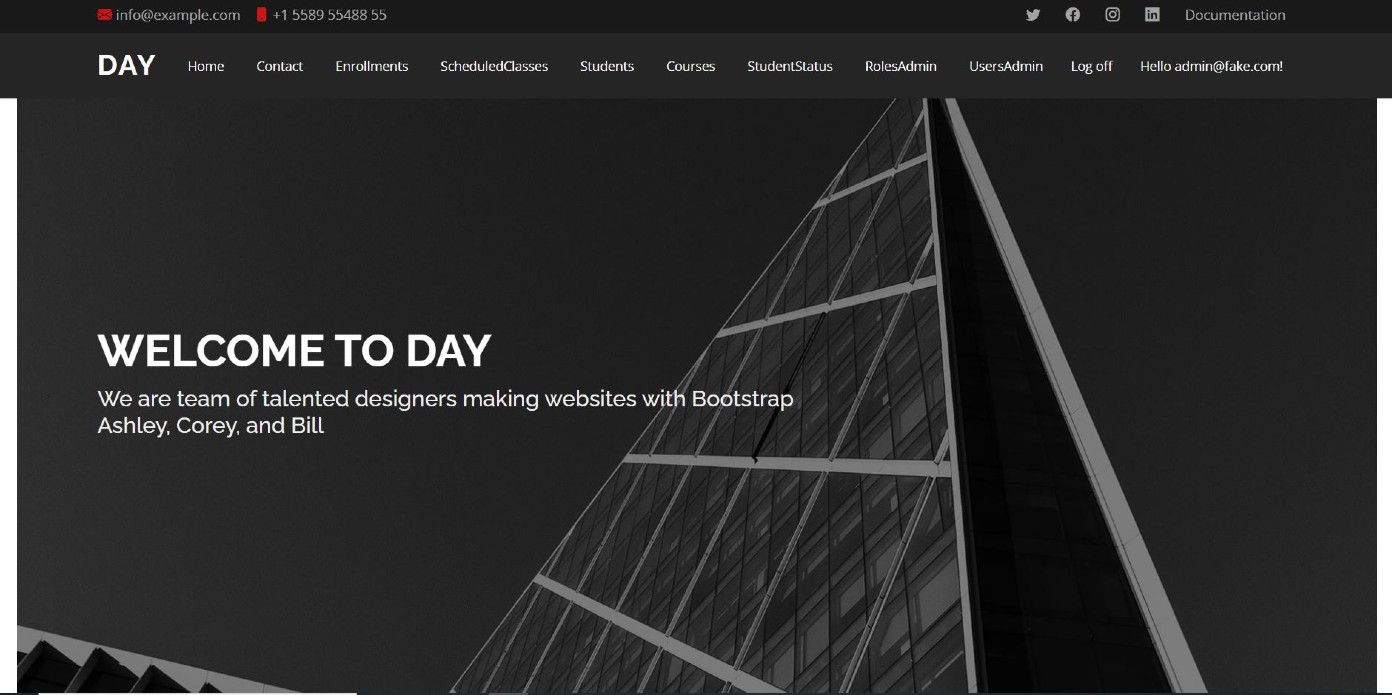 info@example.com +1 5589 55488 55 Documentation
DAY Home Contact Enrollments ScheduledClasses Students Courses StudentStatus RolesAdmin UsersAdmin Log off Hello admin@fake.com!
WELCOME TO DAY
We are team of talented designers making websites with Bootstrap
Ashley, Corey, and Bill